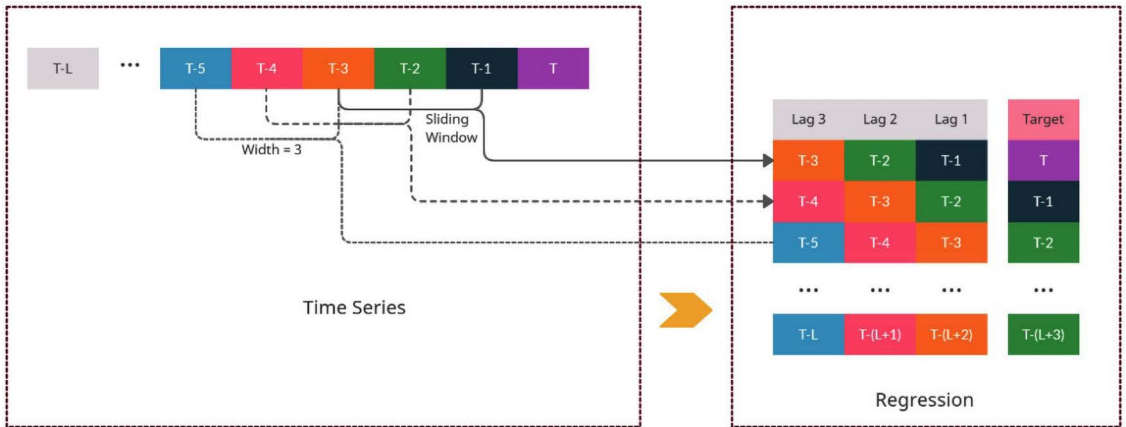 T-L ... T-5 T-4 T-3 T-2 T-1 T
Sliding
Window
Width = 3
Time Series
Lag 3 Lag 2 Lag 1 Target
T-3 T-2 T-1 T
T-4 T-3 T-2 T-1
T-5 T-4 T-3 T-2
... ... ... ...
T-L T-(L+1) T-(L+2) T-(L+3)
Regression